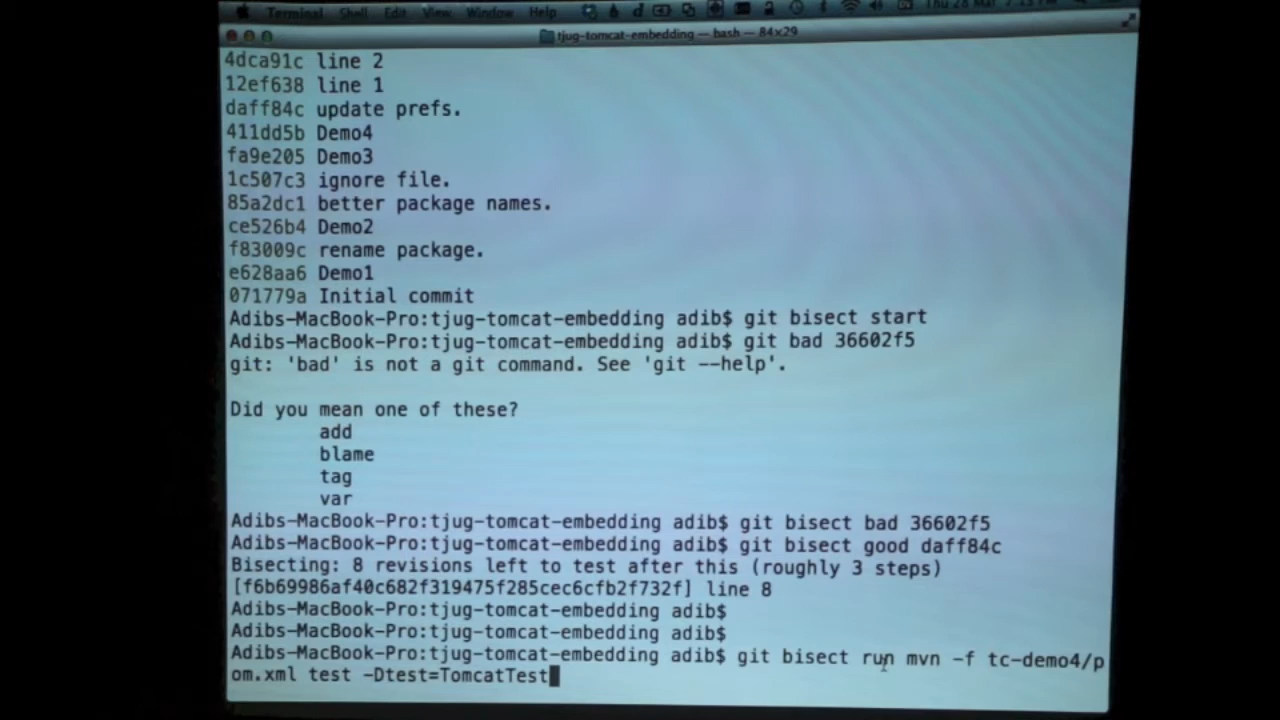 Terminal Shell Edit View Window Help
tjug-tomcat-embedding — bash — 84×29
4dca91c line 2
12ef638 line 1
daff84c update prefs.
411dd5b Demo4
fa9e205 Demo3
1c507c3 ignore file.
85a2dc1 better package names.
ce526b4 Demo2
f83009c rename package.
e628aa6 Demo1
071779a Initial commit
Adibs-MacBook-Pro:tjug-tomcat-embedding adib$ git bisect start
Adibs-MacBook-Pro:tjug-tomcat-embedding adib$ git bad 36602f5
git: 'bad' is not a git command. See 'git --help'.
Did you mean one of these?
add
blame
tag
var
Adibs-MacBook-Pro:tjug-tomcat-embedding adib$ git bisect bad 36602f5
Adibs-MacBook-Pro:tjug-tomcat-embedding adib$ git bisect good daff84c
Bisecting: 8 revisions left to test after this (roughly 3 steps)
[f6b69986af40c682f319475f285cec6cfb2f732f] line 8
Adibs-MacBook-Pro:tjug-tomcat-embedding adib$
Adibs-MacBook-Pro:tjug-tomcat-embedding adib$
Adibs-MacBook-Pro:tjug-tomcat-embedding adib$ git bisect run mvn -f tc-demo4/p
om.xml test -Dtest=TomcatTest